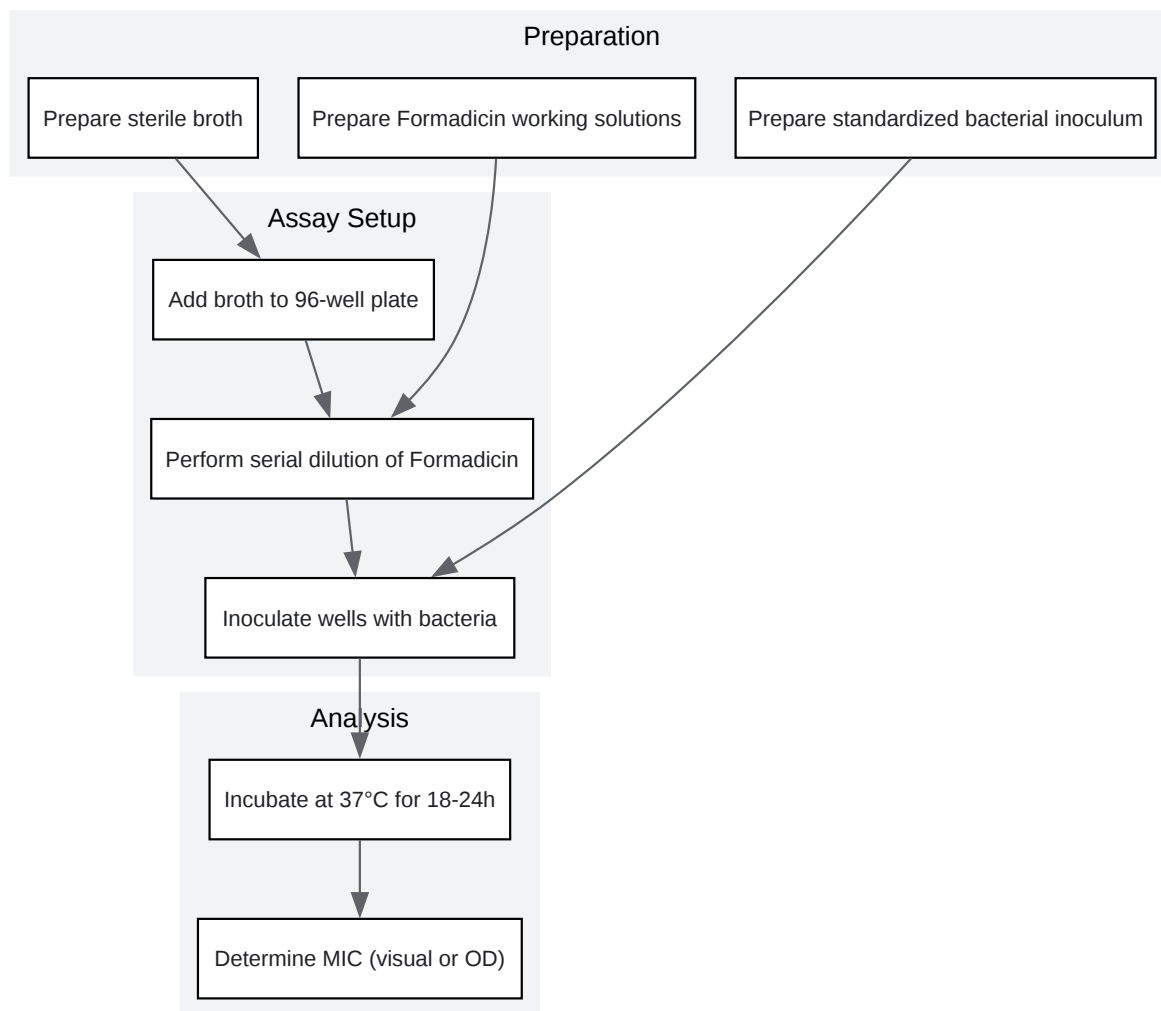 Preparation
Prepare sterile broth
Prepare Formadicin working solutions
Prepare standardized bacterial inoculum
Assay Setup
Add broth to 96-well plate
Perform serial dilution of Formadicin
Inoculate wells with bacteria
Analysis
Incubate at 37°C for 18-24h
Determine MIC (visual or OD)